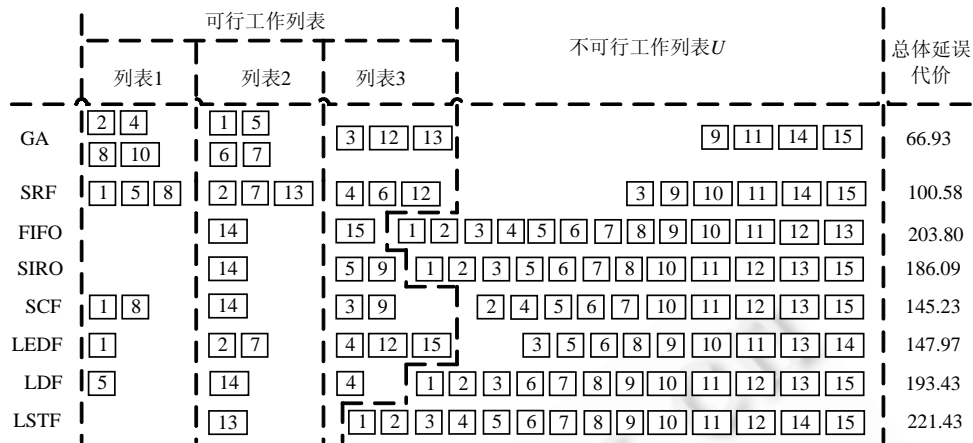 可行工作列表 不可行工作列表U 总体延误代价
列表1 列表2 列表3
GA 2 4 8 10 1 5 6 7 3 12 13 9 11 14 15 66.93
SRF 1 5 8 2 7 13 4 6 12 3 9 10 11 14 15 100.58
FIFO 14 15 1 2 3 4 5 6 7 8 9 10 11 12 13 203.80
SIRO 14 5 9 1 2 3 5 6 7 8 10 11 12 13 15 186.09
SCF 1 8 14 3 9 2 4 5 6 7 10 11 12 13 15 145.23
LEDF 1 2 7 4 12 15 3 5 6 8 9 10 11 13 14 147.97
LDF 5 14 4 1 2 3 6 7 8 9 10 11 12 13 15 193.43
LSTF 13 1 2 3 4 5 6 7 8 9 10 11 12 14 15 221.43